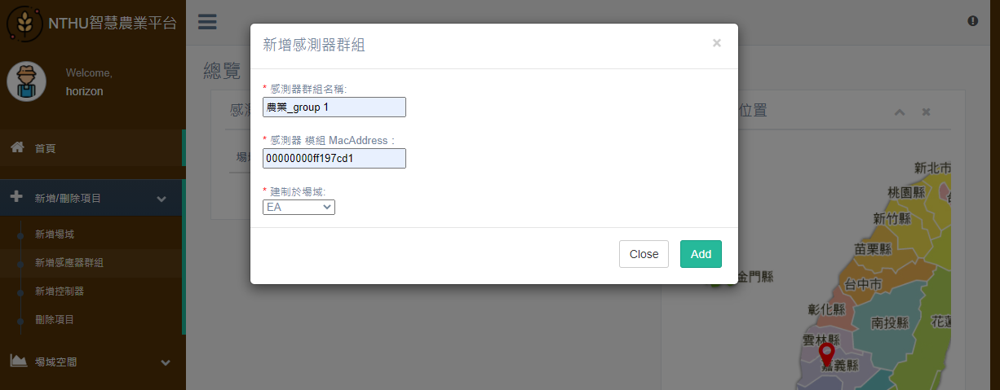 NTHU智慧農業平台
Welcome,
horizon
首頁
新增/刪除項目
新增場域
新增感應器群組
新增控制器
刪除項目
場域空間
總覽
感測
場域
新增感測器群組
×
* 感測器群組名稱:
農業_group 1
* 感測器 模組 MacAddress :
00000000ff197cd1
* 建制於場域:
EA
Close
Add
位置
新北市
桃園縣
新竹縣
苗栗縣
台中市
金門縣
彰化縣
南投縣
花蓮
雲林縣
嘉義縣